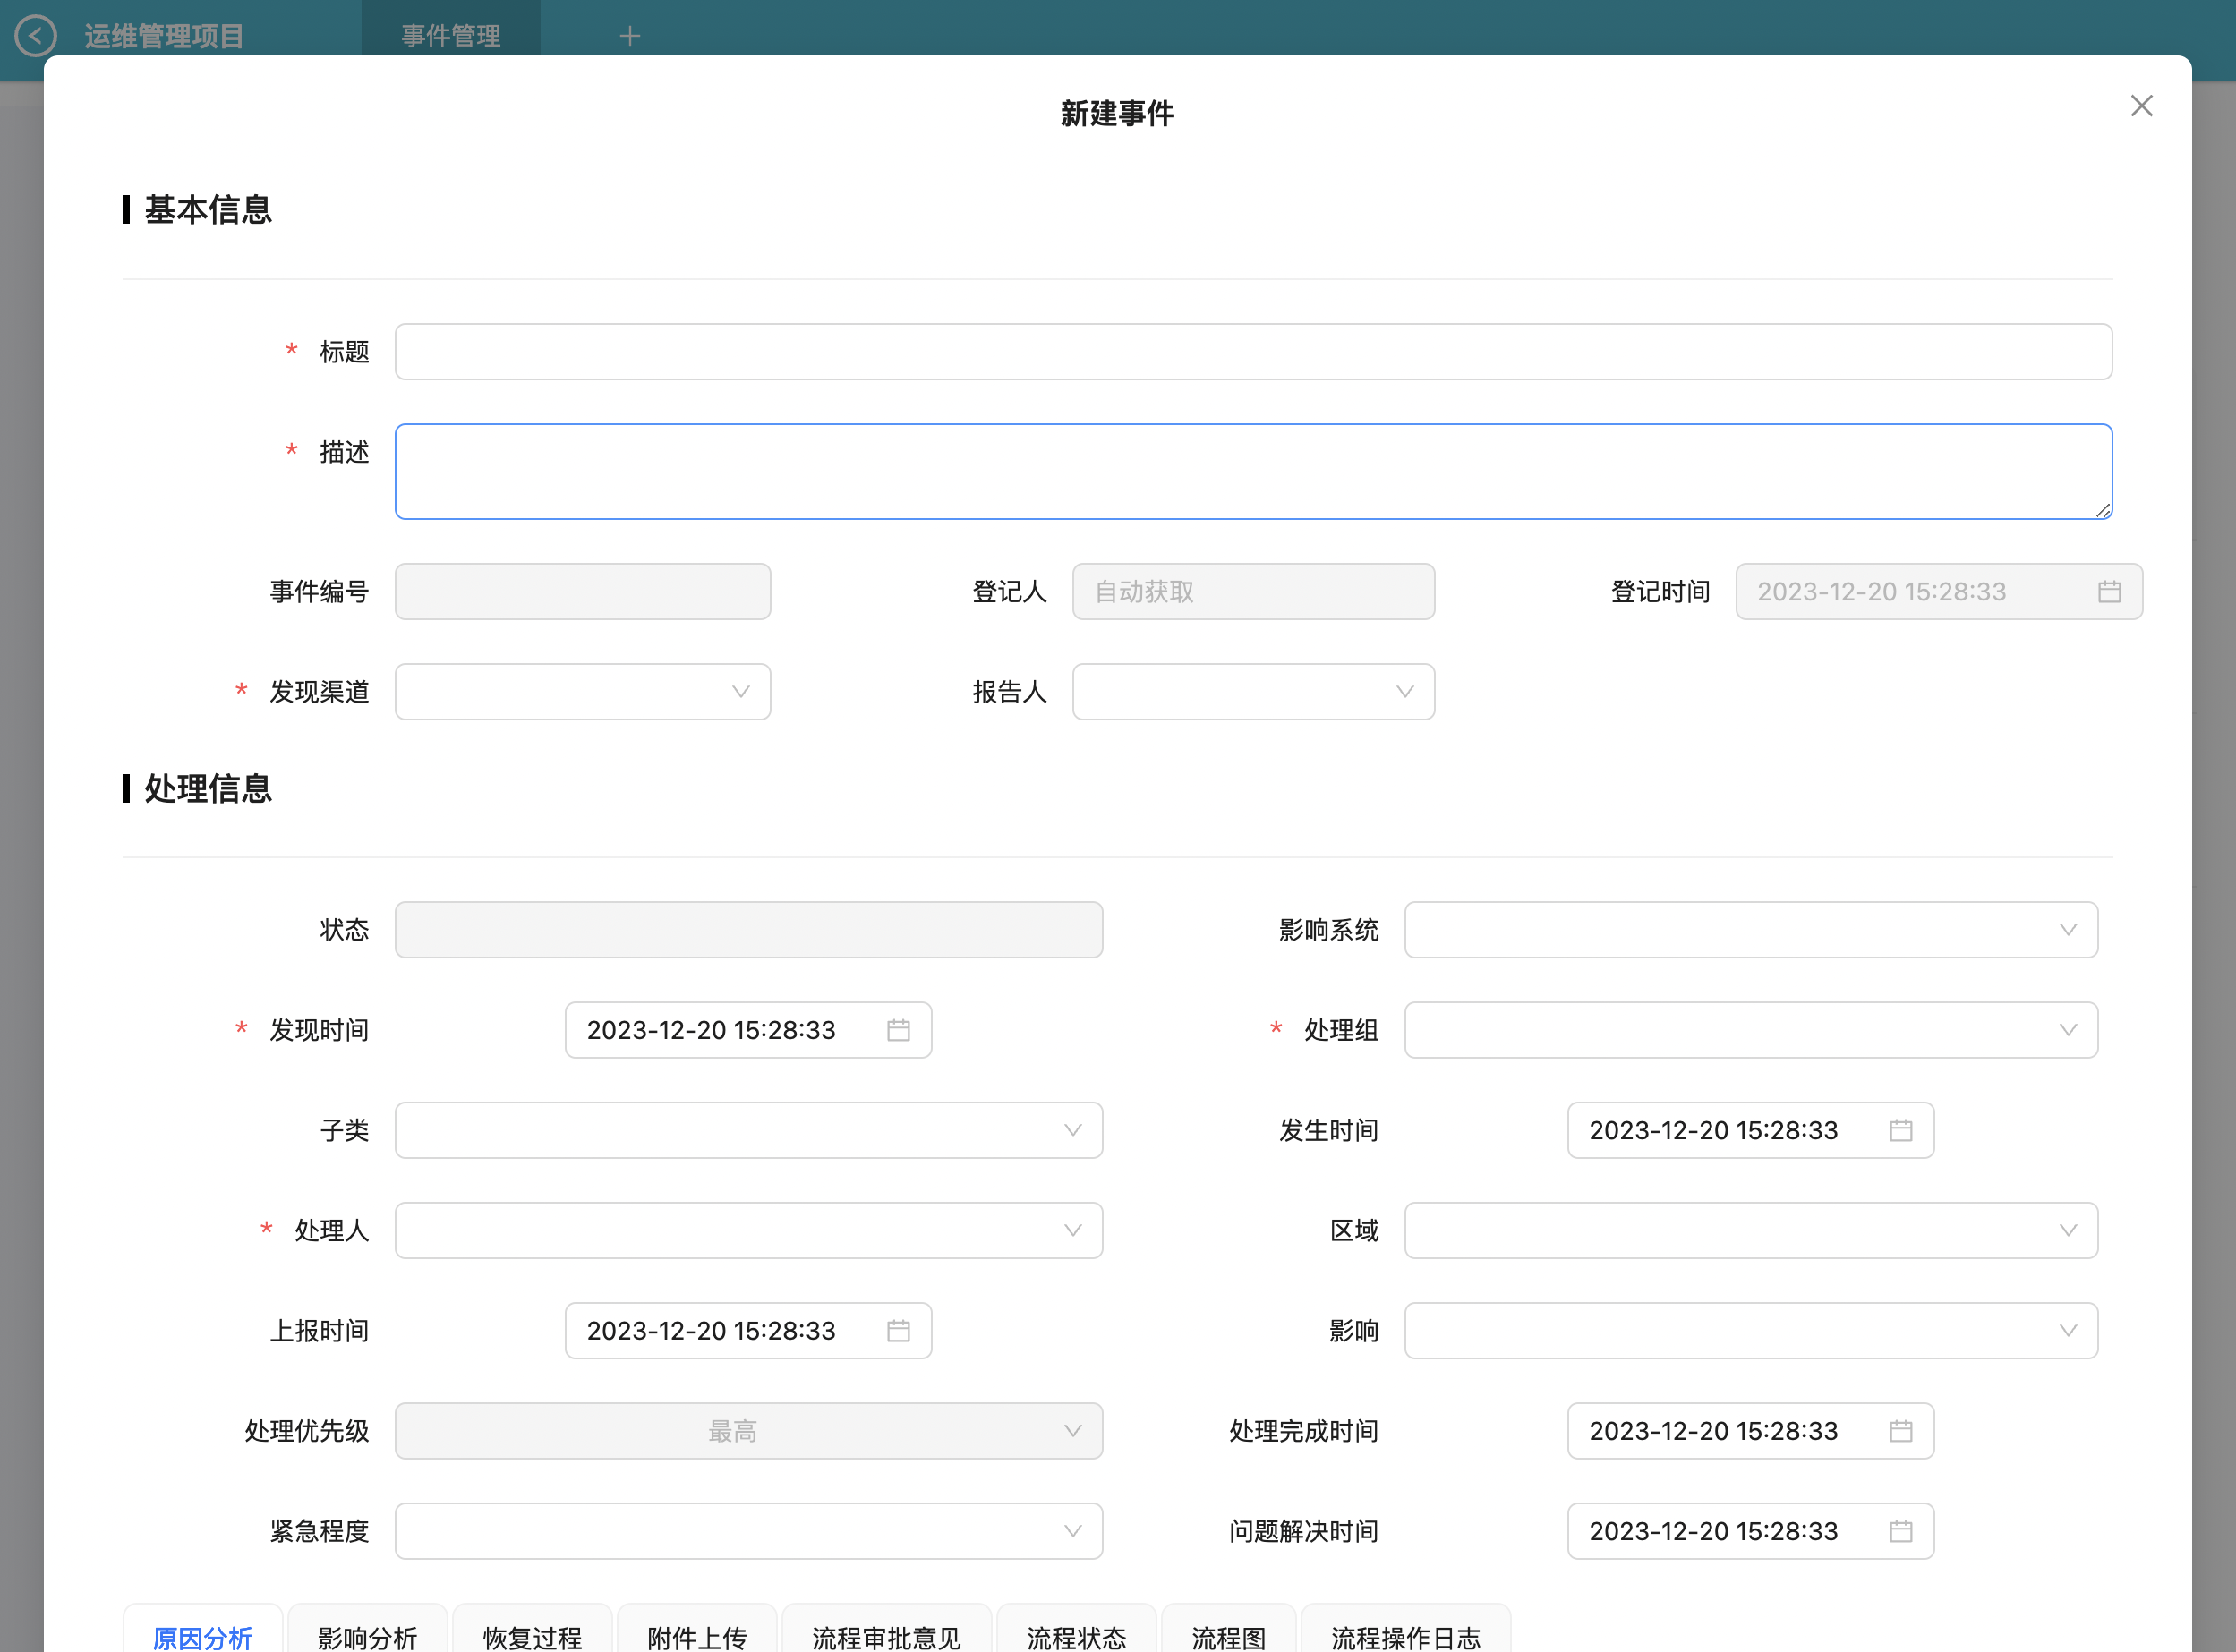 运维管理项目 事件管理 +
新建事件
基本信息
* 标题
* 描述
事件编号 登记人 自动获取 登记时间 2023-12-20 15:28:33
* 发现渠道 报告人
处理信息
状态 影响系统
* 发现时间 2023-12-20 15:28:33 * 处理组
子类 发生时间 2023-12-20 15:28:33
* 处理人 区域
上报时间 2023-12-20 15:28:33 影响
处理优先级 最高 处理完成时间 2023-12-20 15:28:33
紧急程度 问题解决时间 2023-12-20 15:28:33
原因分析 影响分析 恢复过程 附件上传 流程审批意见 流程状态 流程图 流程操作日志